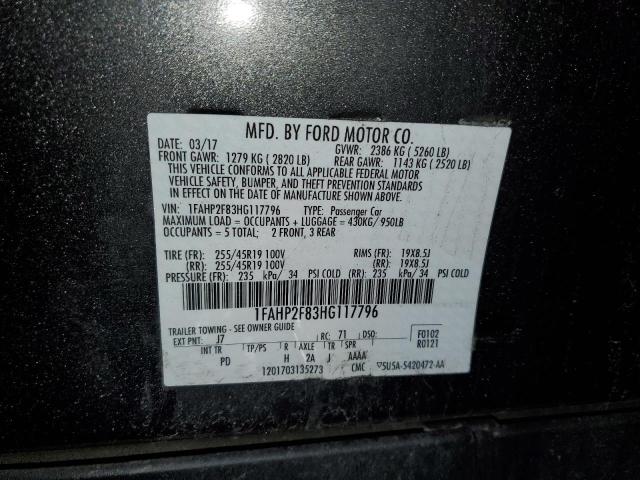 MFD. BY FORD MOTOR CO.
DATE: 03/17 GVWR: 2386 KG ( 5260 LB)
FRONT GAWR: 1279 KG ( 2820 LB) REAR GAWR: 1143 KG ( 2520 LB)
THIS VEHICLE CONFORMS TO ALL APPLICABLE FEDERAL MOTOR
VEHICLE SAFETY, BUMPER, AND THEFT PREVENTION STANDARDS
IN EFFECT ON THE DATE OF MANUFACTURE SHOWN ABOVE.
VIN: 1FAHP2F83HG117796 TYPE: Passenger Car
MAXIMUM LOAD = OCCUPANTS + LUGGAGE = 430KG/ 950LB
OCCUPANTS = 5 TOTAL; 2 FRONT, 3 REAR
TIRE (FR): 255/45R19 100V RIMS (FR): 19X8.5J
(RR): 255/45R19 100V (RR): 19X8.5J
PRESSURE (FR): 235 kPa/ 34 PSI COLD (RR): 235 kPa/ 34 PSI COLD
1FAHP2F83HG117796
TRAILER TOWING - SEE OWNER GUIDE
EXT PNT: J7 RC: 71 DSO: F0102
INT TR TP/PS R AXLE TR SPR R0121
PD H 2A J AAAA
1201703135273 CMC ▽5U5A-5420472-AA